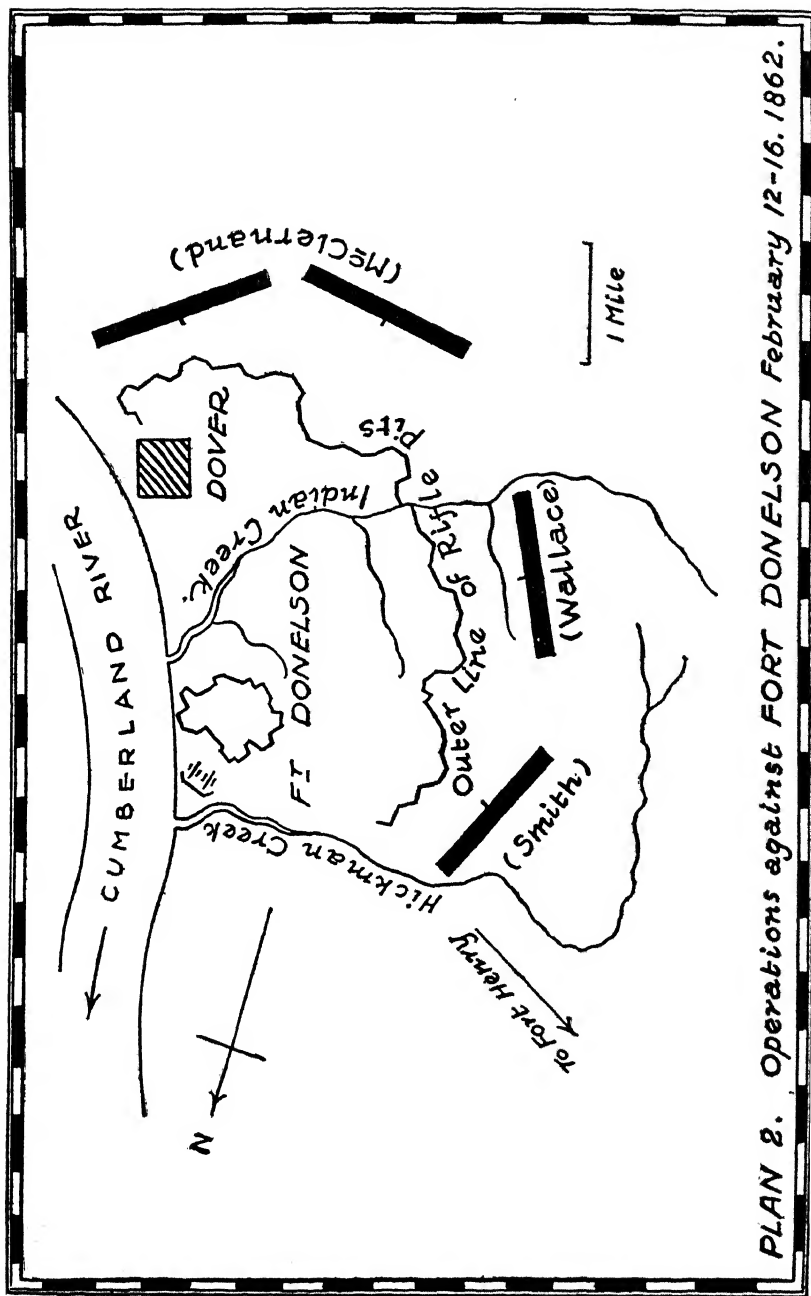 CUMBERLAND RIVER
DOVER
(McClernand)
Indian Creek.
FT DONELSON
Hickman Creek
Outer Line of Rifle Pits
(Wallace)
(Smith)
To Fort Henry
N
1 Mile
PLAN 2. Operations against FORT DONELSON February 12-16. 1862.